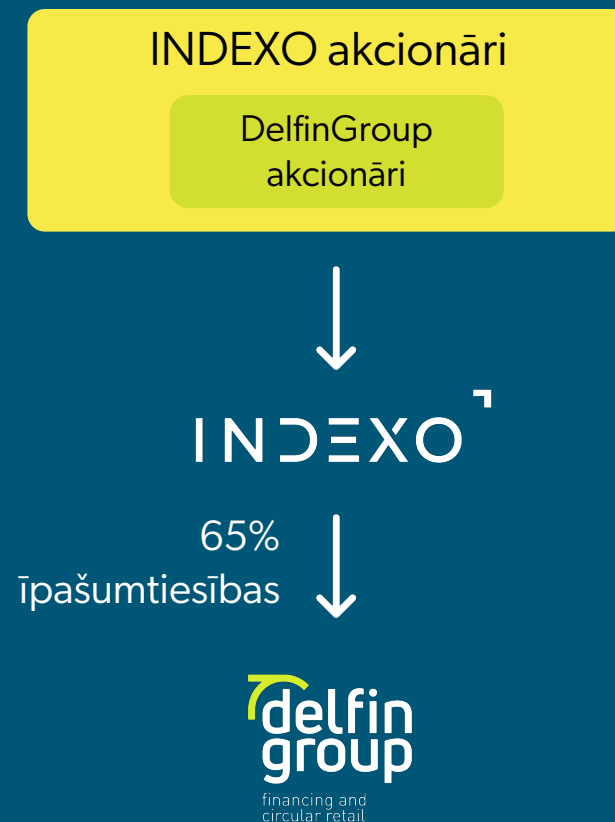 INDEXO akcionāri
DelfinGroup
akcionāri
INDEXO
65%
īpašumtiesības
delfin
group
financing and
circular retail